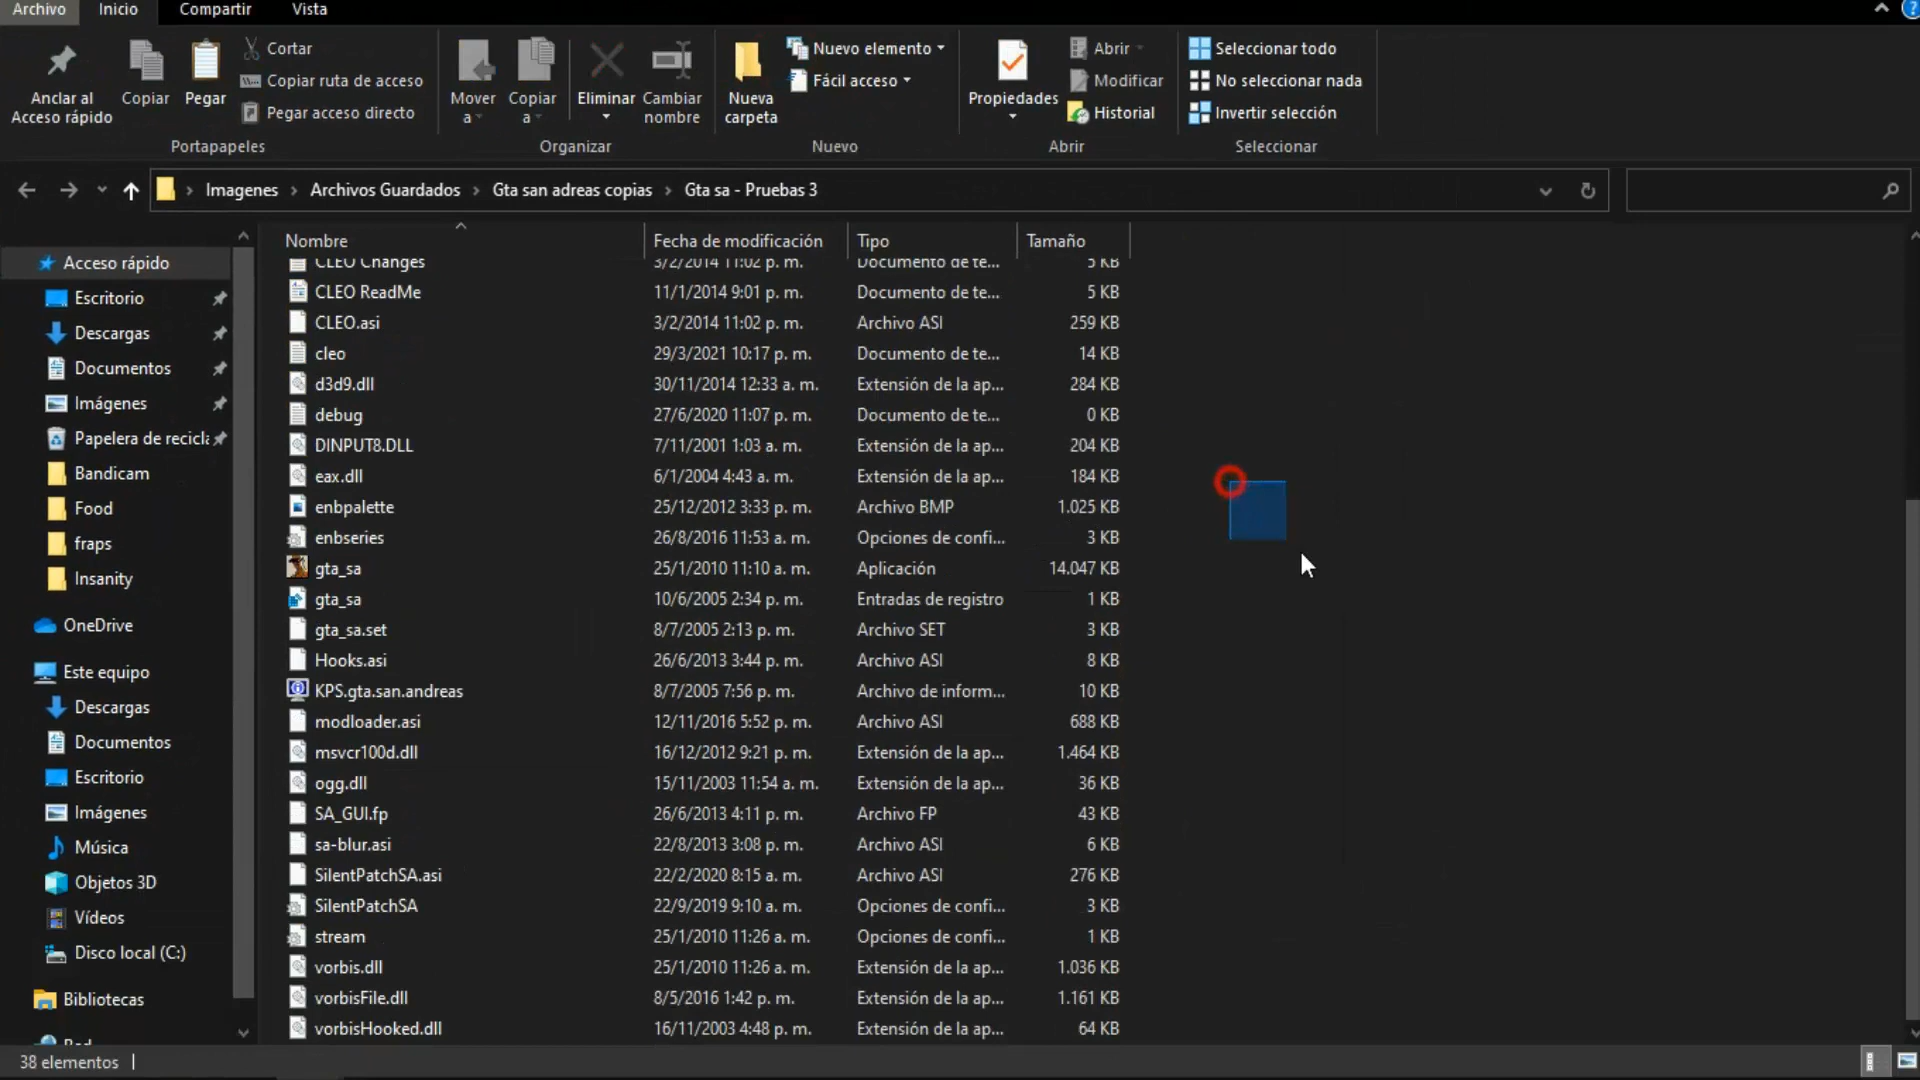 Archivo Inicio Compartir Vista
Anclar al Acceso rápido
Copiar
Pegar
Cortar
Copiar ruta de acceso
Pegar acceso directo
Portapapeles
Mover a
Copiar a
Eliminar
Cambiar nombre
Organizar
Nueva carpeta
Nuevo elemento
Fácil acceso
Nuevo
Propiedades
Abrir
Modificar
Historial
Abrir
Seleccionar todo
No seleccionar nada
Invertir selección
Seleccionar
Imagenes > Archivos Guardados > Gta san adreas copias > Gta sa - Pruebas 3
Acceso rápido
Escritorio
Descargas
Documentos
Imágenes
Papelera de recicla
Bandicam
Food
fraps
Insanity
OneDrive
Este equipo
Descargas
Documentos
Escritorio
Imágenes
Música
Objetos 3D
Vídeos
Disco local (C:)
Bibliotecas
Nombre Fecha de modificación Tipo Tamaño
CLEO Changes 3/2/2014 11:02 p. m. Documento de te... 5 KB
CLEO ReadMe 11/1/2014 9:01 p. m. Documento de te... 5 KB
CLEO.asi 3/2/2014 11:02 p. m. Archivo ASI 259 KB
cleo 29/3/2021 10:17 p. m. Documento de te... 14 KB
d3d9.dll 30/11/2014 12:33 a. m. Extensión de la ap... 284 KB
debug 27/6/2020 11:07 p. m. Documento de te... 0 KB
DINPUT8.DLL 7/11/2001 1:03 a. m. Extensión de la ap... 204 KB
eax.dll 6/1/2004 4:43 a. m. Extensión de la ap... 184 KB
enbpalette 25/12/2012 3:33 p. m. Archivo BMP 1.025 KB
enbseries 26/8/2016 11:53 a. m. Opciones de confi... 3 KB
gta_sa 25/1/2010 11:10 a. m. Aplicación 14.047 KB
gta_sa 10/6/2005 2:34 p. m. Entradas de registro 1 KB
gta_sa.set 8/7/2005 2:13 p. m. Archivo SET 3 KB
Hooks.asi 26/6/2013 3:44 p. m. Archivo ASI 8 KB
KPS.gta.san.andreas 8/7/2005 7:56 p. m. Archivo de inform... 10 KB
modloader.asi 12/11/2016 5:52 p. m. Archivo ASI 688 KB
msvcr100d.dll 16/12/2012 9:21 p. m. Extensión de la ap... 1.464 KB
ogg.dll 15/11/2003 11:54 a. m. Extensión de la ap... 36 KB
SA_GUI.fp 26/6/2013 4:11 p. m. Archivo FP 43 KB
sa-blur.asi 22/8/2013 3:08 p. m. Archivo ASI 6 KB
SilentPatchSA.asi 22/2/2020 8:15 a. m. Archivo ASI 276 KB
SilentPatchSA 22/9/2019 9:10 a. m. Opciones de confi... 3 KB
stream 25/1/2010 11:26 a. m. Opciones de confi... 1 KB
vorbis.dll 25/1/2010 11:26 a. m. Extensión de la ap... 1.036 KB
vorbisFile.dll 8/5/2016 1:42 p. m. Extensión de la ap... 1.161 KB
vorbisHooked.dll 16/11/2003 4:48 p. m. Extensión de la ap... 64 KB
38 elementos